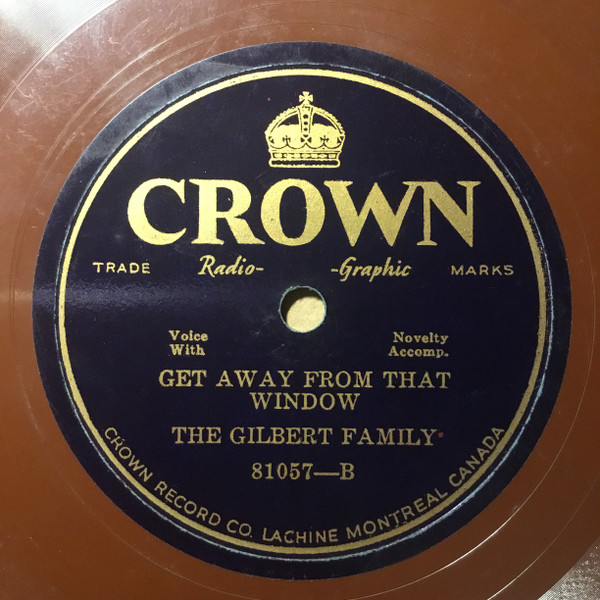 CROWN
TRADE Radio- -Graphic MARKS
Voice With
Novelty Accomp.
GET AWAY FROM THAT
WINDOW
THE GILBERT FAMILY
81057—B
CROWN RECORD CO. LACHINE MONTREAL CANADA